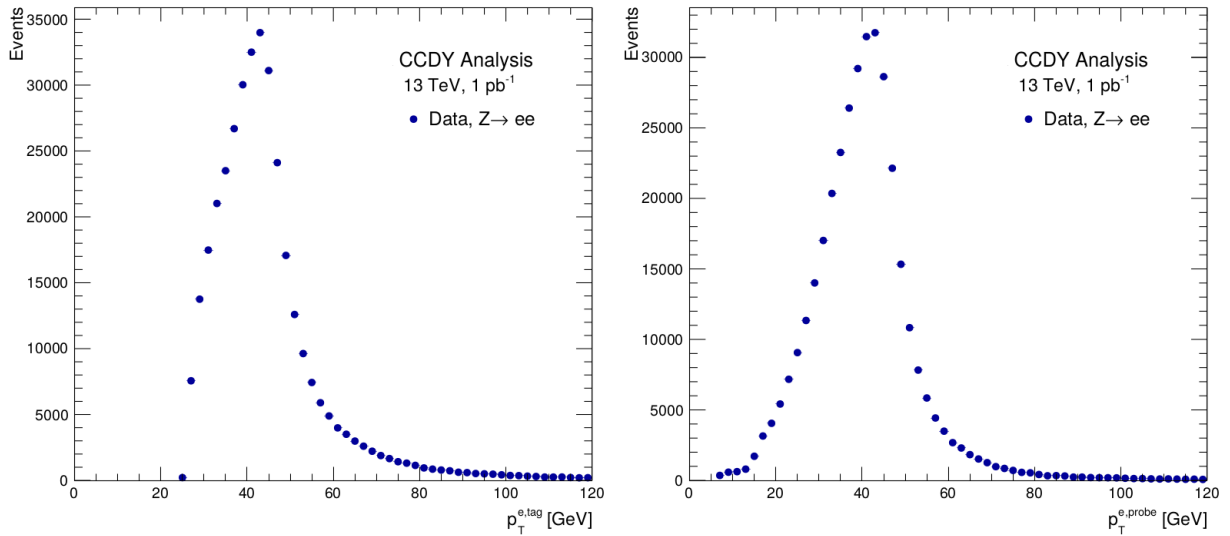 Events
35000
30000
25000
20000
15000
10000
5000
0
CCDY Analysis
13 TeV, 1 pb⁻¹
Data, Z→ ee
0 20 40 60 80 100 120
p_T^{e,tag} [GeV]
Events
30000
25000
20000
15000
10000
5000
0
CCDY Analysis
13 TeV, 1 pb⁻¹
Data, Z→ ee
0 20 40 60 80 100 120
p_T^{e,probe} [GeV]